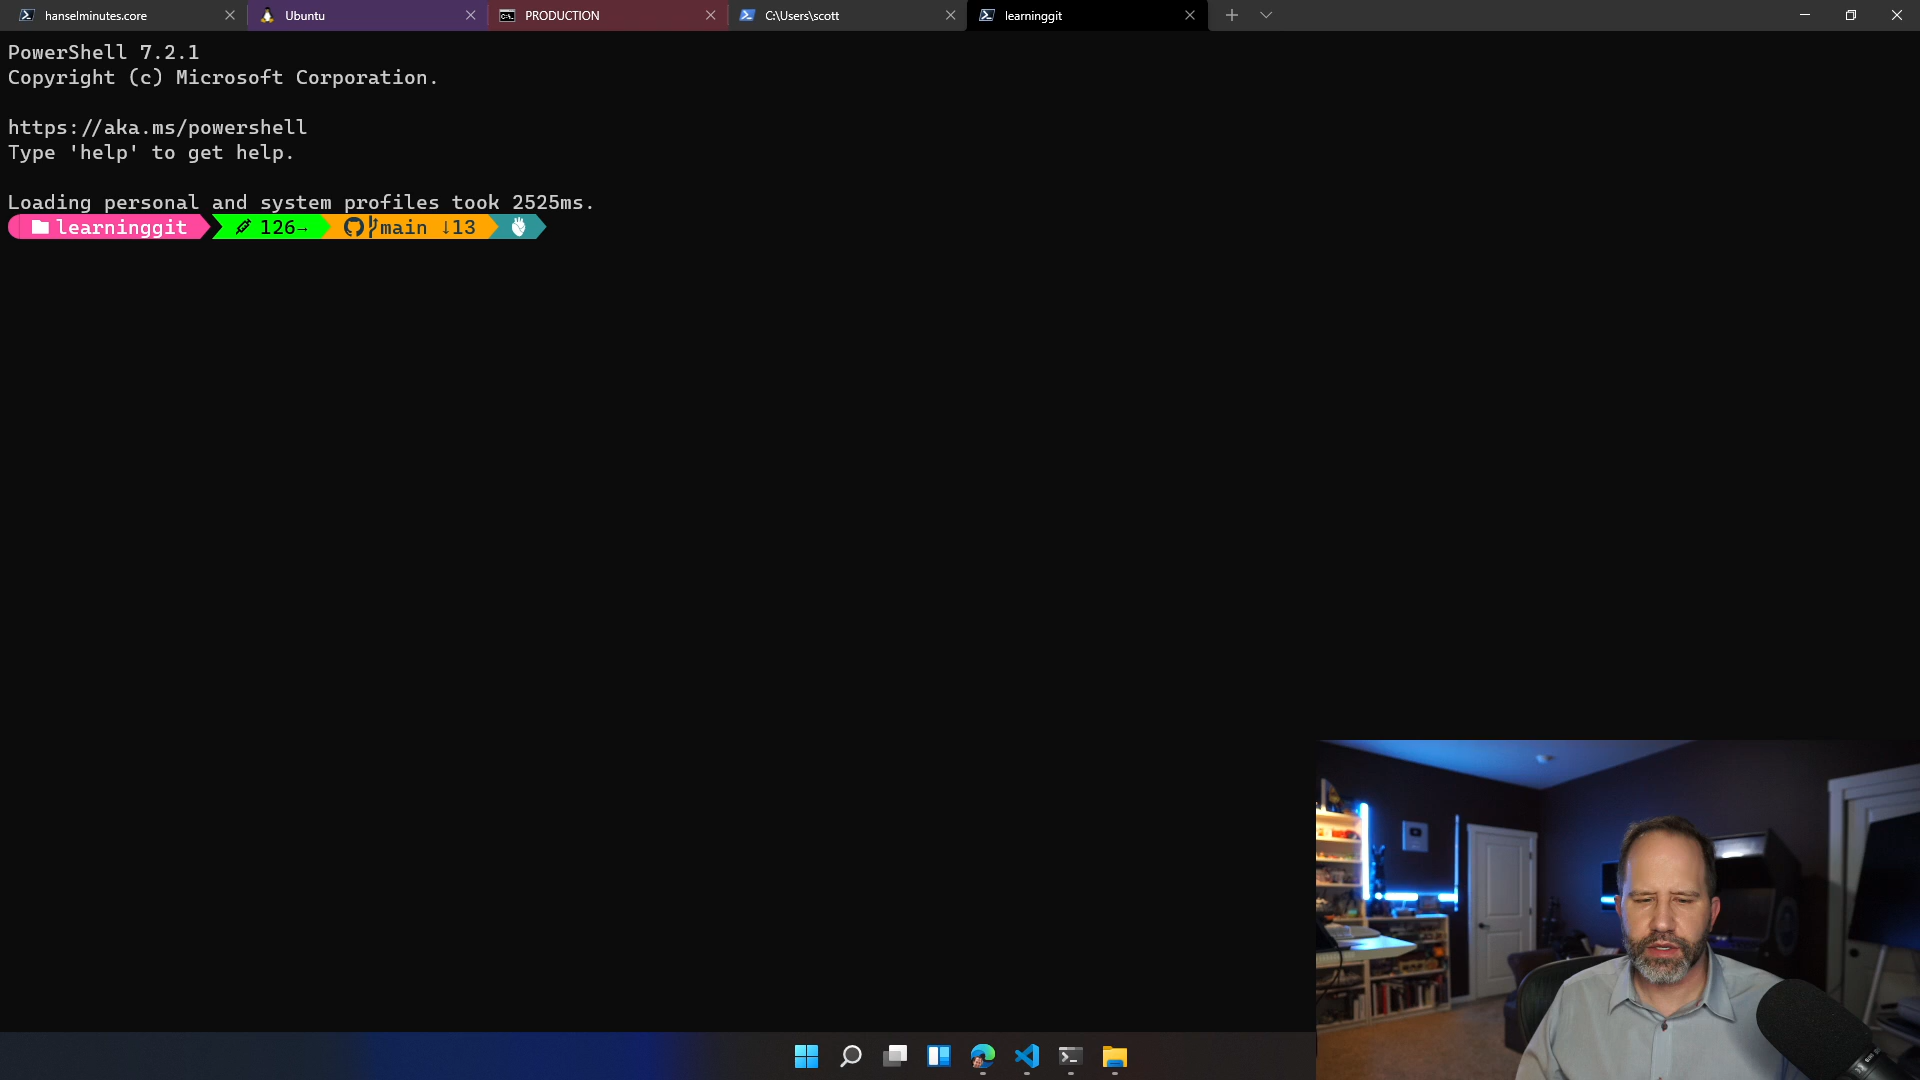 hanselminutes.core
Ubuntu
PRODUCTION
C:\Users\scott
learninggit
PowerShell 7.2.1
Copyright (c) Microsoft Corporation.
https://aka.ms/powershell
Type 'help' to get help.
Loading personal and system profiles took 2525ms.
learninggit 126→ main ↓13